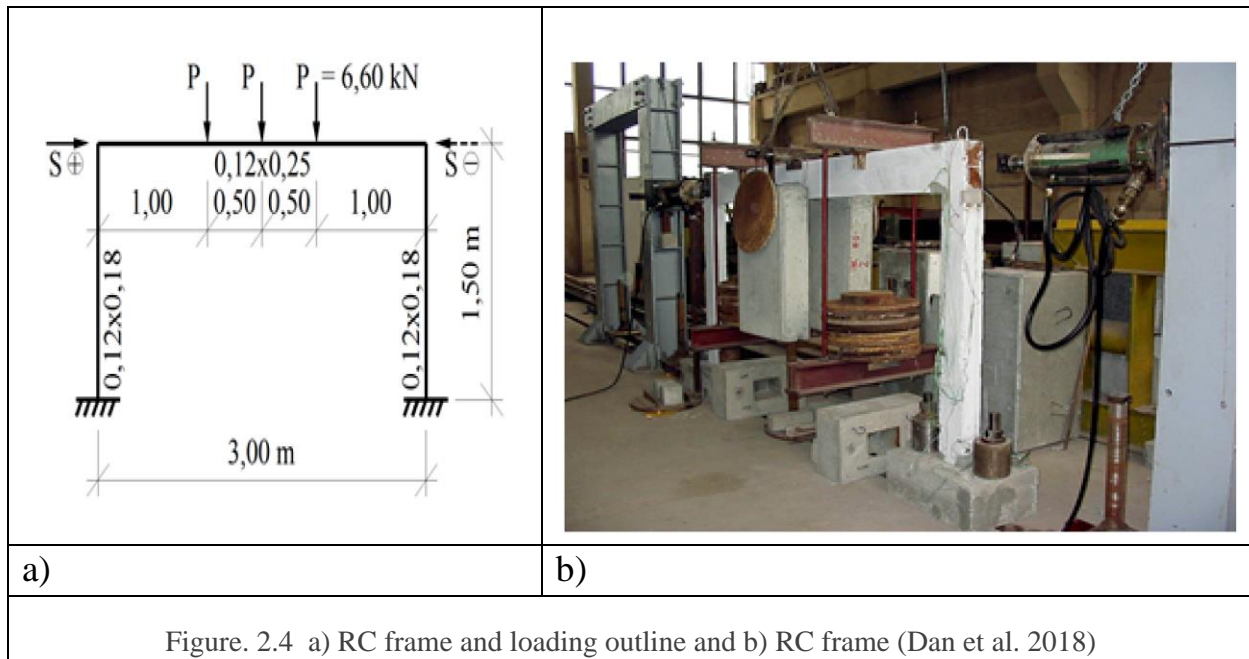 P P P = 6,60 kN
S ⊕ S ⊖
0,12x0,25
1,00 0,50 0,50 1,00
0,12x0,18
0,12x0,18
1,50 m
3,00 m
a) b)
Figure. 2.4 a) RC frame and loading outline and b) RC frame (Dan et al. 2018)